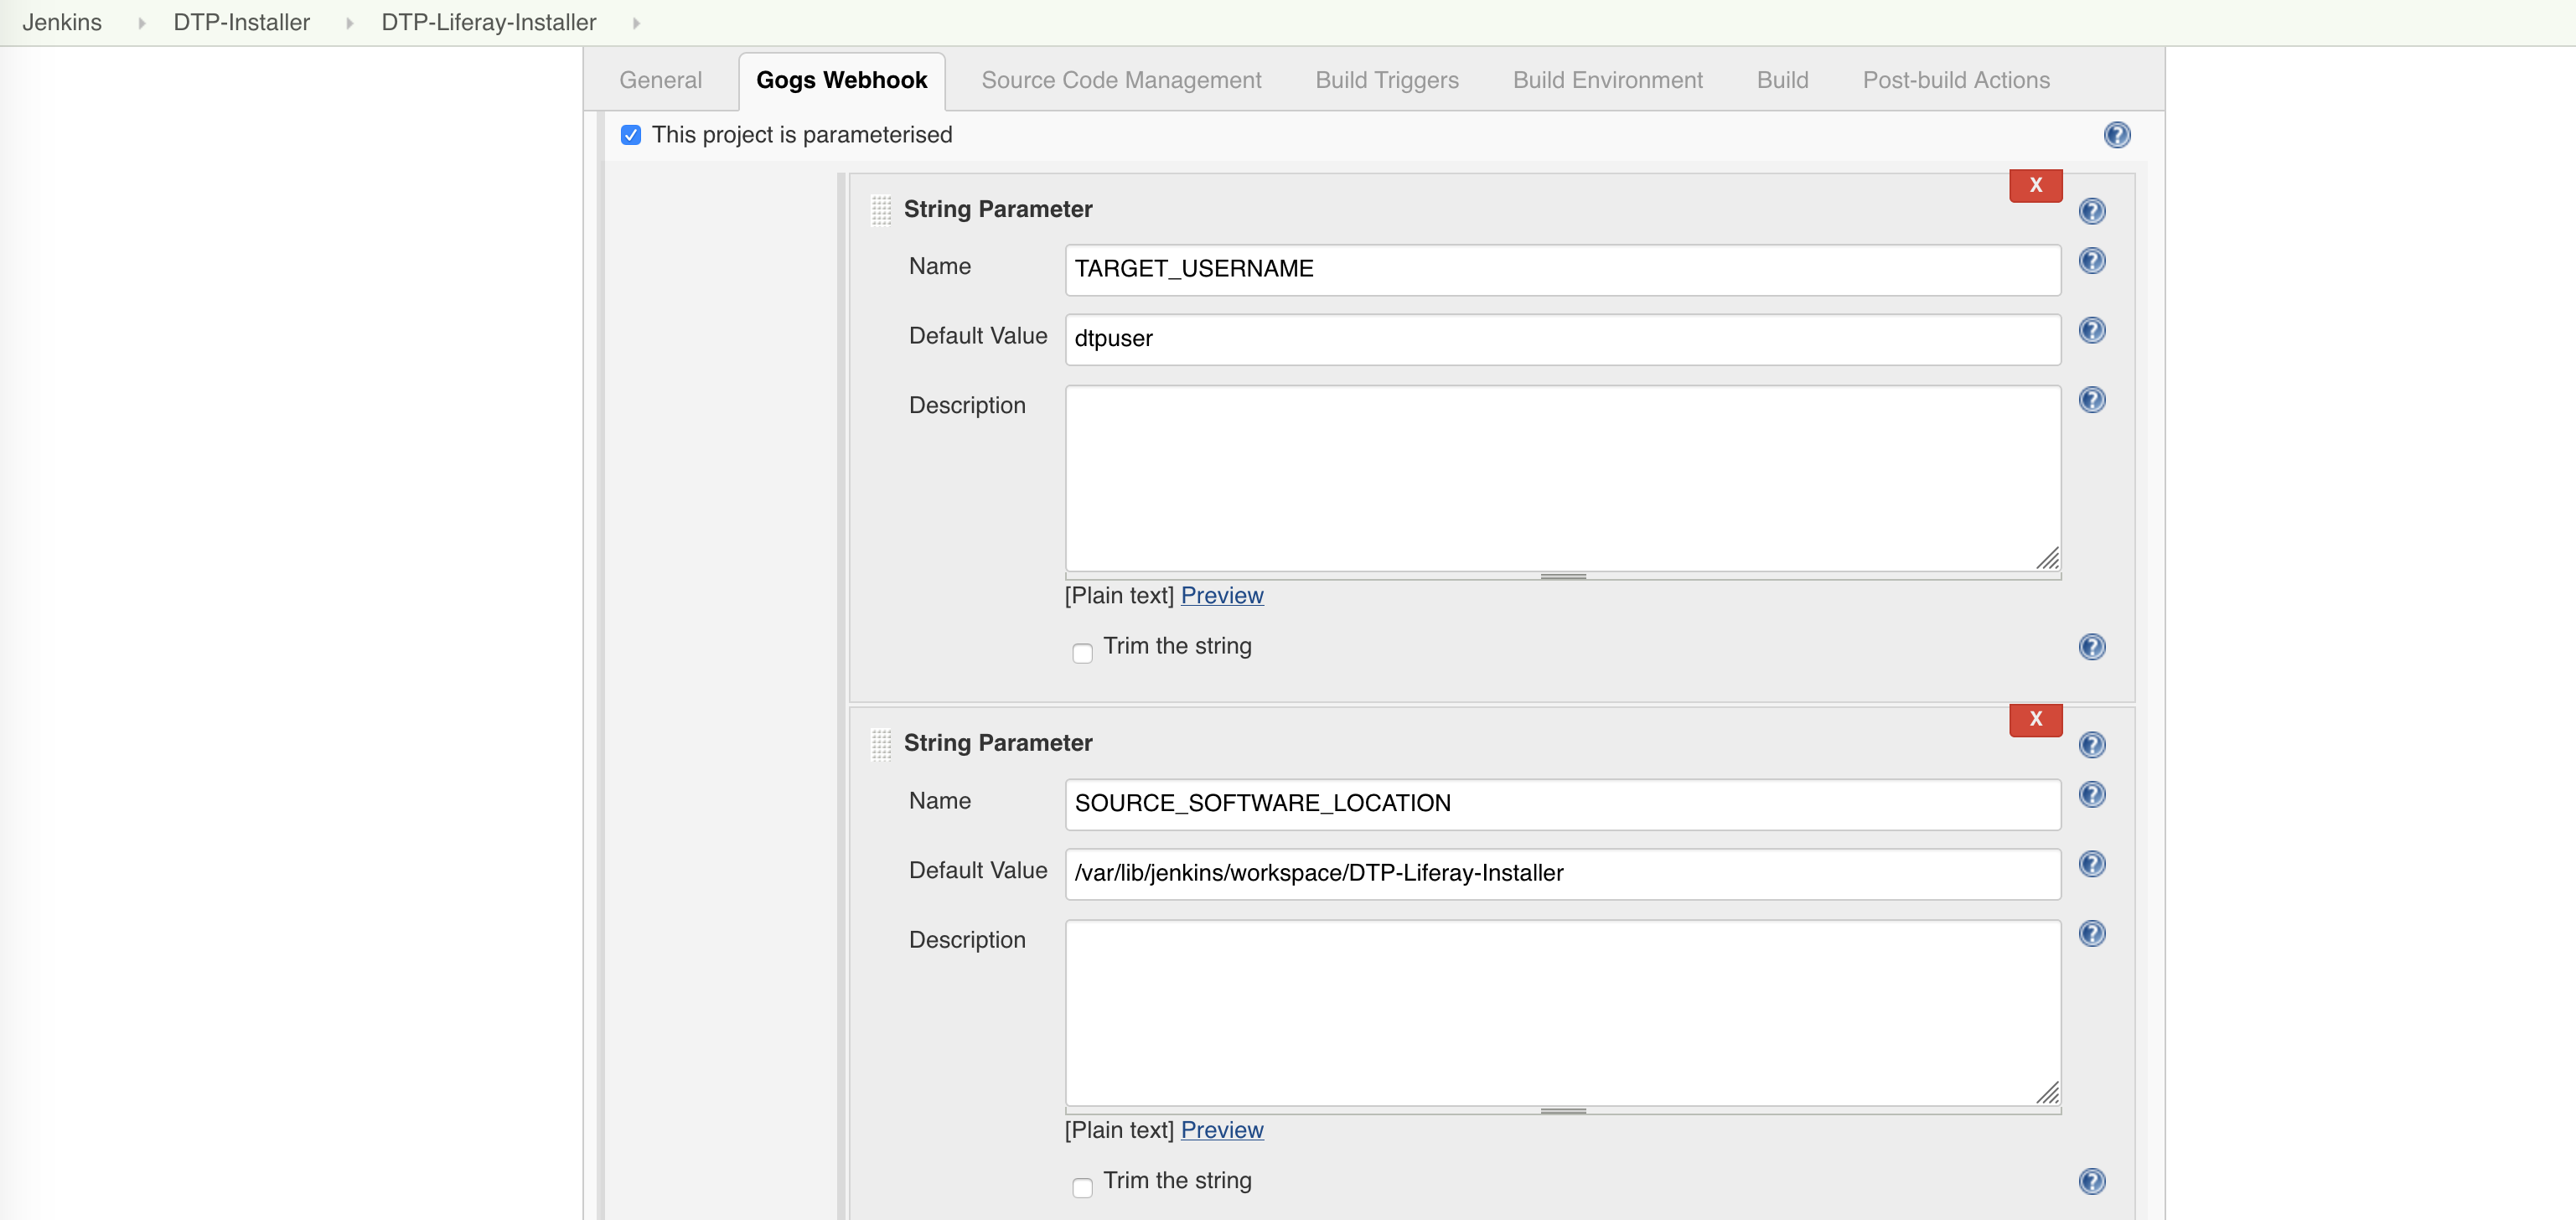 Jenkins DTP-Installer DTP-Liferay-Installer
General Gogs Webhook Source Code Management Build Triggers Build Environment Build Post-build Actions
This project is parameterised ?
X
String Parameter ?
Name TARGET_USERNAME ?
Default Value dtpuser ?
Description ?
[Plain text] Preview
Trim the string ?
X
String Parameter ?
Name SOURCE_SOFTWARE_LOCATION ?
Default Value /var/lib/jenkins/workspace/DTP-Liferay-Installer ?
Description ?
[Plain text] Preview
Trim the string ?